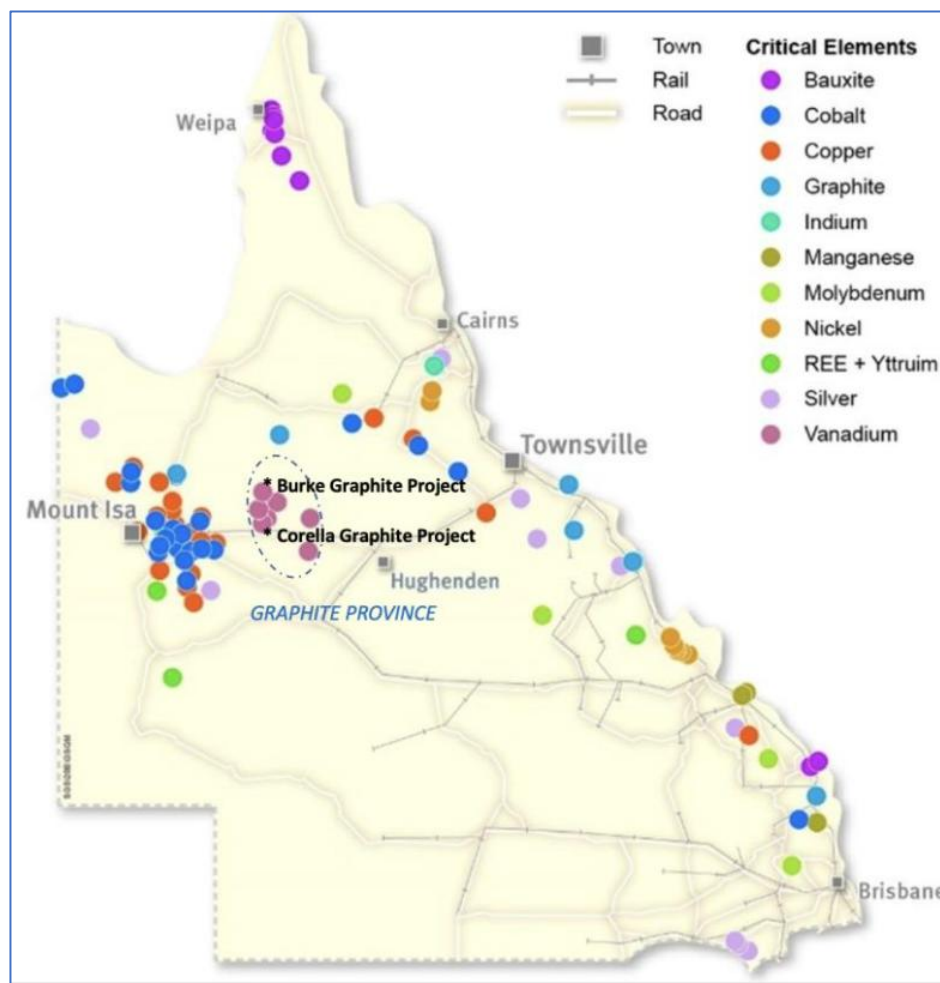 Town
Rail
Road
Critical Elements
Bauxite
Cobalt
Copper
Graphite
Indium
Manganese
Molybdenum
Nickel
REE + Yttruim
Silver
Vanadium
Weipa
Cairns
Townsville
* Burke Graphite Project
Mount Isa
* Corella Graphite Project
Hughenden
GRAPHITE PROVINCE
Brisbane